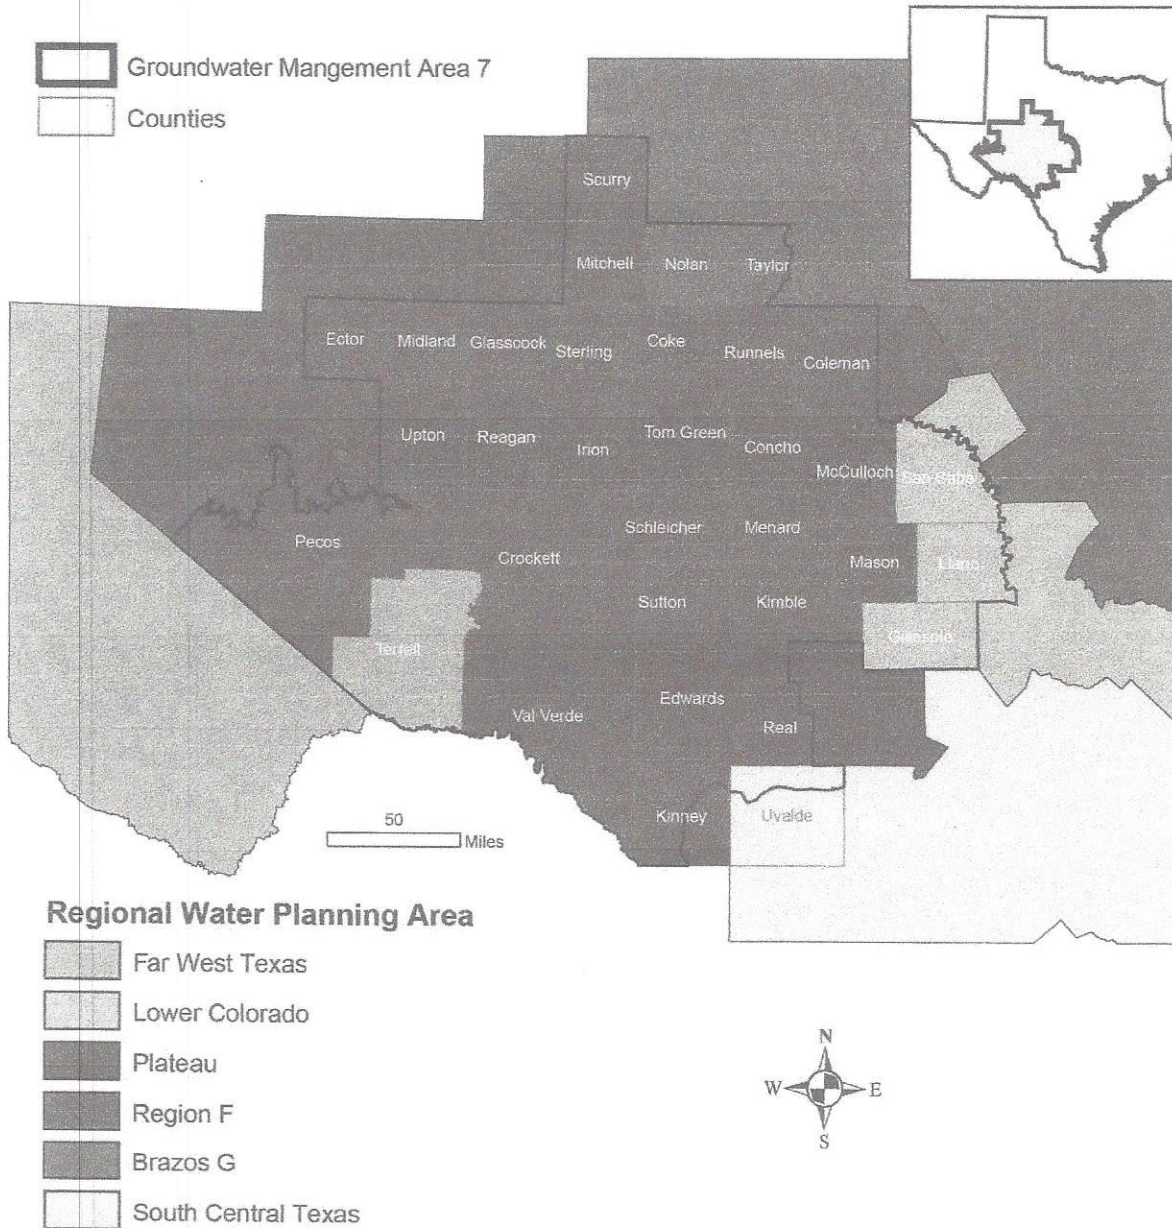 Groundwater Mangement Area 7
Counties
Scurry
Mitchell Nolan Taylor
Ector Midland Glasscock Sterling Coke Runnels Coleman
Upton Reagan Irion Tom Green Concho McCulloch San Saba
Pecos Crockett Schleicher Menard Mason Llano
Sutton Kimble Gillespie
Terrell
Val Verde Edwards Real
Kinney Uvalde
50
Miles
Regional Water Planning Area
Far West Texas
Lower Colorado
Plateau
Region F
Brazos G
South Central Texas
N
W E
S